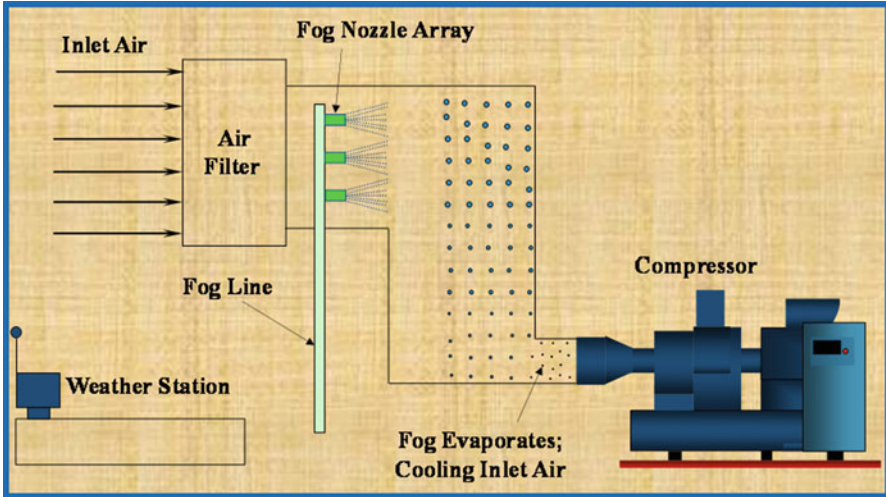 Fog Nozzle Array
Inlet Air
Air
Filter
Fog Line
Compressor
Weather Station
Fog Evaporates;
Cooling Inlet Air